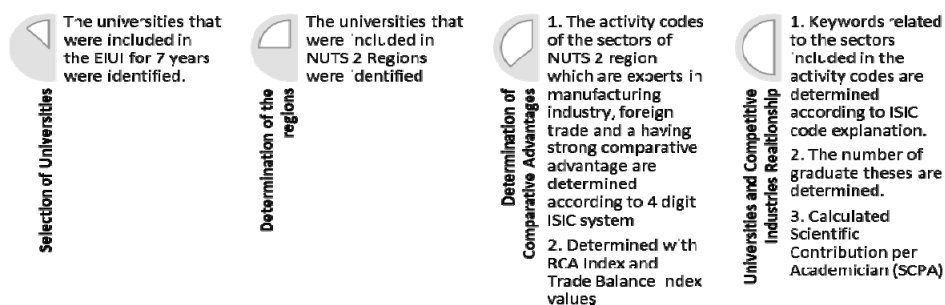 Selection of Universities
The universities that
were included in
the EIUI for 7 years
were identified.
Determination of the
regions
The universities that
were included in
NUTS 2 Regions
were identified
Determination of
Comparative Advantages
1. The activity codes
of the sectors of
NUTS 2 region
which are experts in
manufacturing
industry, foreign
trade and a having
strong comparative
advantage are
determined
according to 4 digit
ISIC system
2. Determined with
RCA Index and
Trade Balance Index
values
Universities and Competitive
Industries Realtionship
1. Keywords related
to the sectors
included in the
activity codes are
determined
according to ISIC
code explanation.
2. The number of
graduate theses are
determined.
3. Calculated
Scientific
Contribution per
Academician (SCPA)